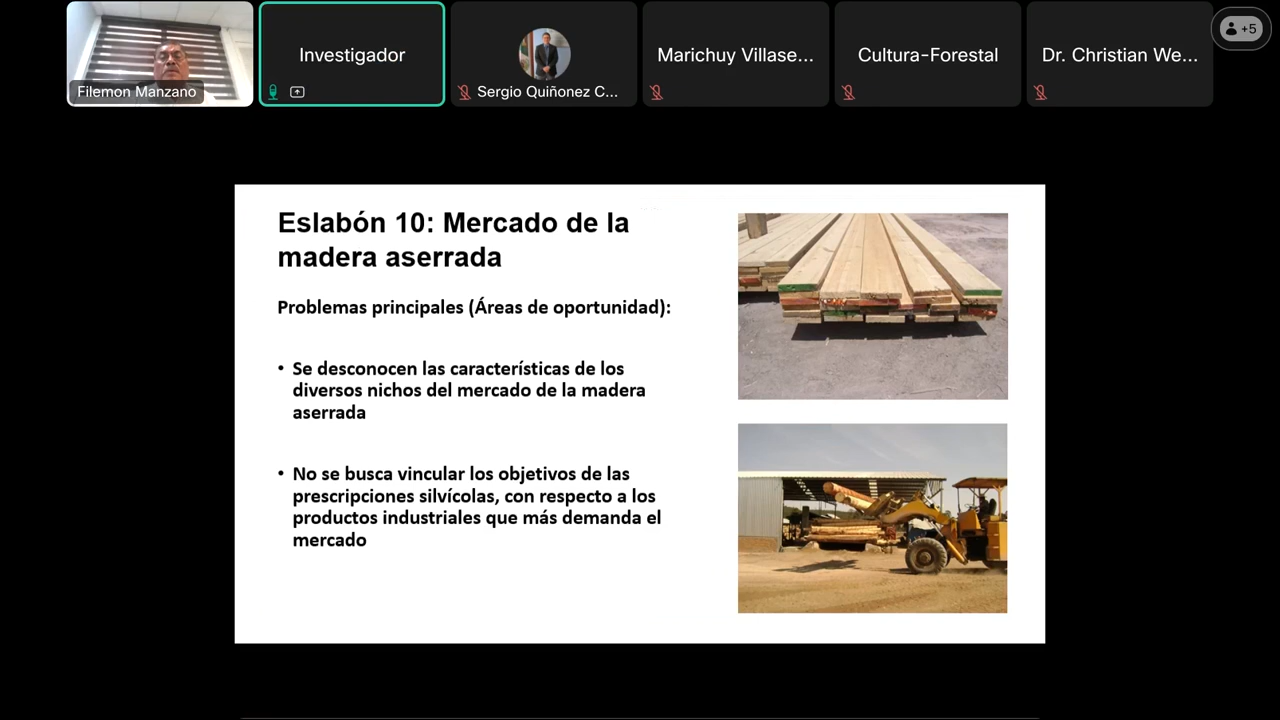 Filemon Manzano
Investigador
Sergio Quiñonez C...
Marichuy Villase...
Cultura-Forestal
Dr. Christian We...
+5
Eslabón 10: Mercado de la
madera aserrada
Problemas principales (Áreas de oportunidad):
• Se desconocen las características de los
diversos nichos del mercado de la madera
aserrada
• No se busca vincular los objetivos de las
prescripciones silvícolas, con respecto a los
productos industriales que más demanda el
mercado